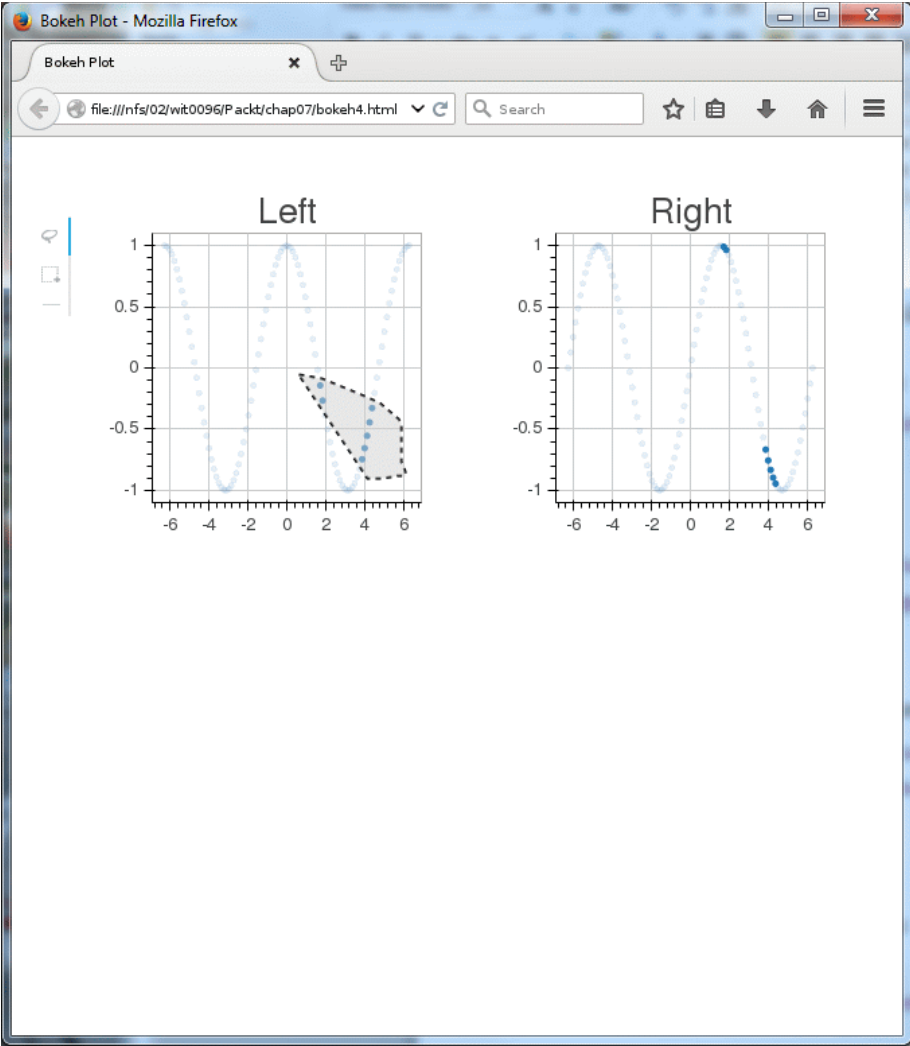 Bokeh Plot - Mozilla Firefox
Bokeh Plot
file:///nfs/02/wit0096/Packt/chap07/bokeh4.html
Search
Left
1
0.5
0
-0.5
-1
-6 -4 -2 0 2 4 6
Right
1
0.5
0
-0.5
-1
-6 -4 -2 0 2 4 6